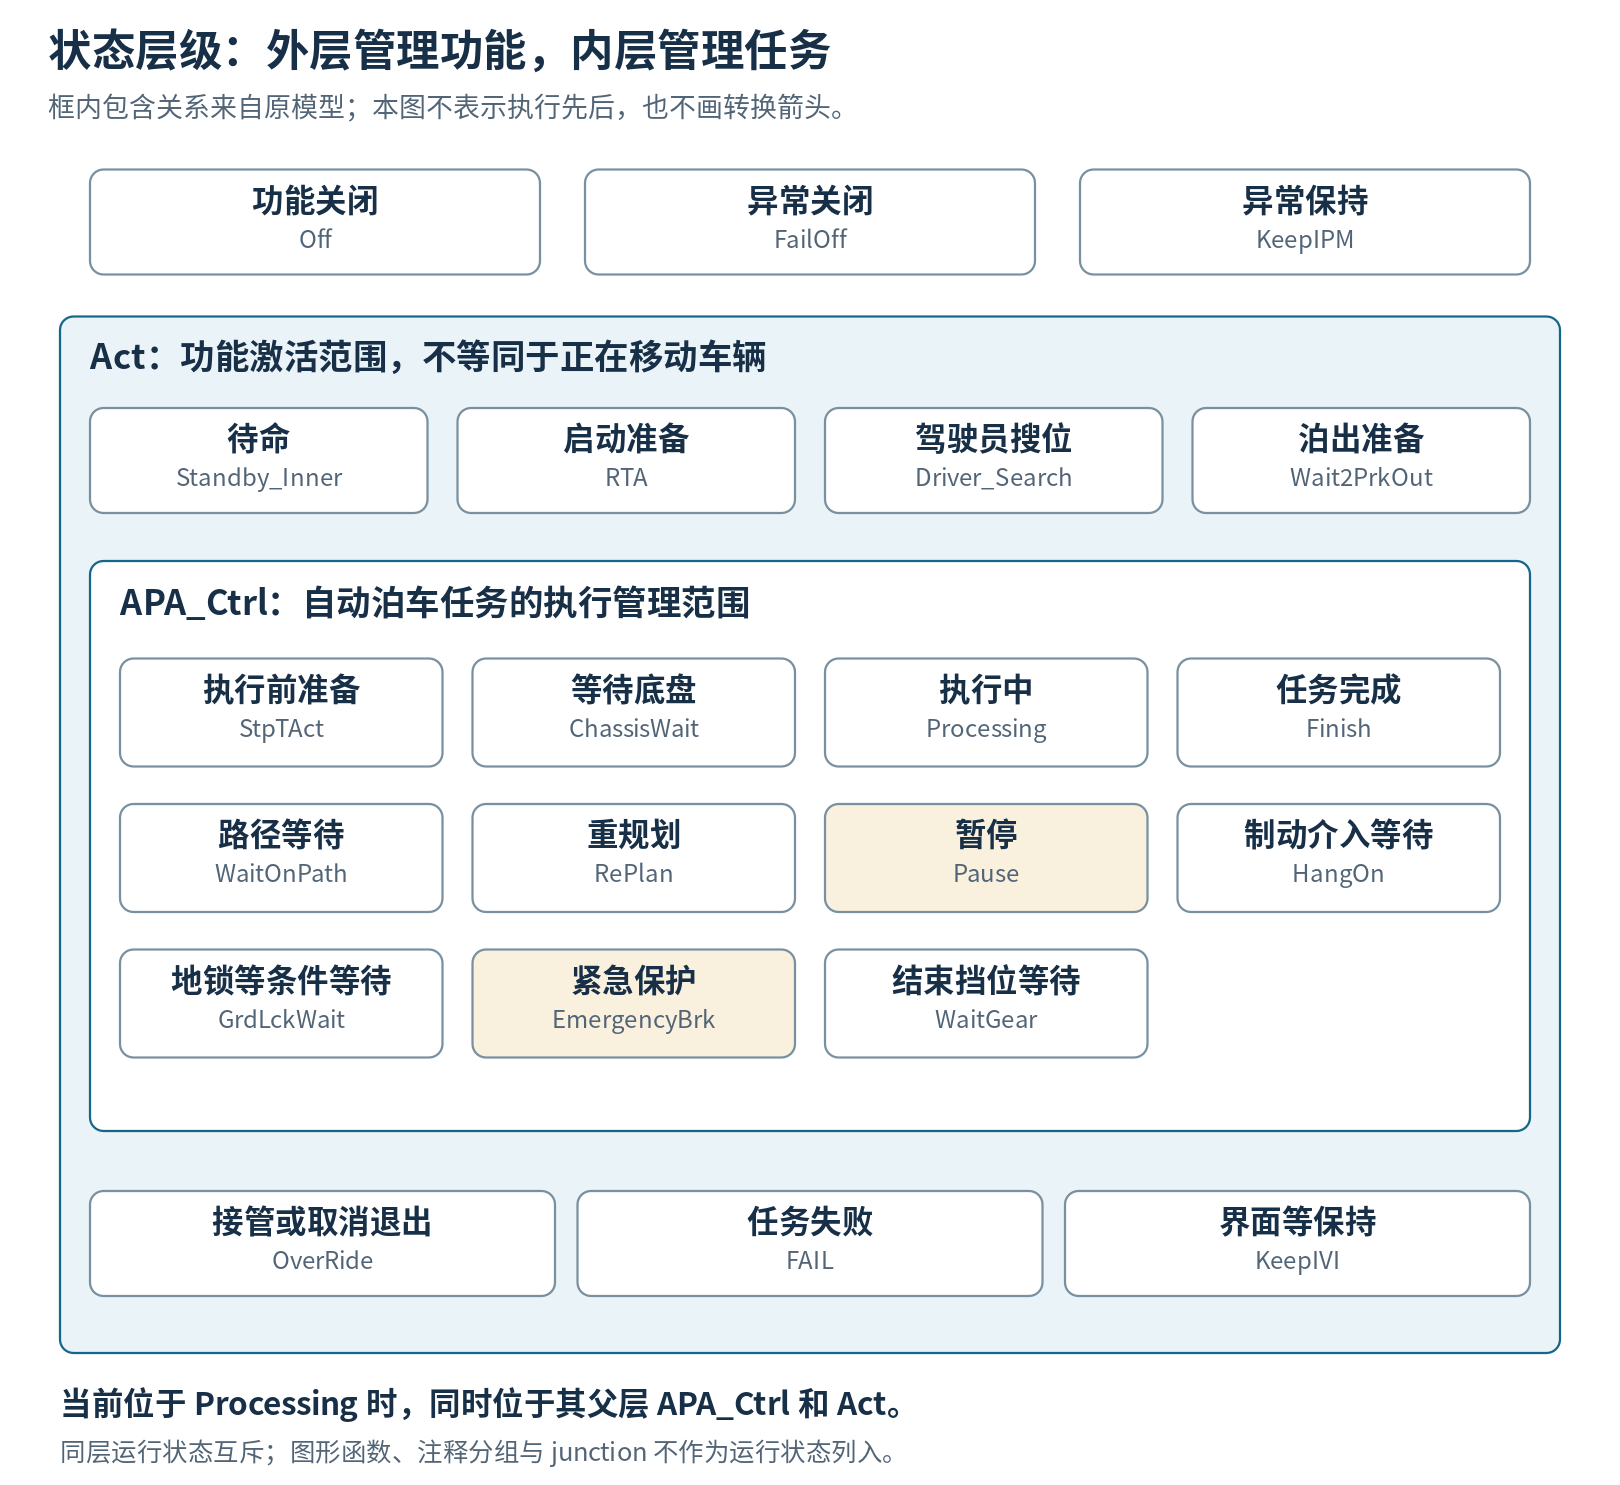 状态层级：外层管理功能，内层管理任务
框内包含关系来自原模型；本图不表示执行先后，也不画转换箭头。
功能关闭
Off
异常关闭
FailOff
异常保持
KeepIPM
Act：功能激活范围，不等同于正在移动车辆
待命
Standby_Inner
启动准备
RTA
驾驶员搜位
Driver_Search
泊出准备
Wait2PrkOut
APA_Ctrl：自动泊车任务的执行管理范围
执行前准备
StpTAct
等待底盘
ChassisWait
执行中
Processing
任务完成
Finish
路径等待
WaitOnPath
重规划
RePlan
暂停
Pause
制动介入等待
HangOn
地锁等条件等待
GrdLckWait
紧急保护
EmergencyBrk
结束挡位等待
WaitGear
接管或取消退出
OverRide
任务失败
FAIL
界面等保持
KeepIVI
当前位于 Processing 时，同时位于其父层 APA_Ctrl 和 Act。
同层运行状态互斥；图形函数、注释分组与 junction 不作为运行状态列入。